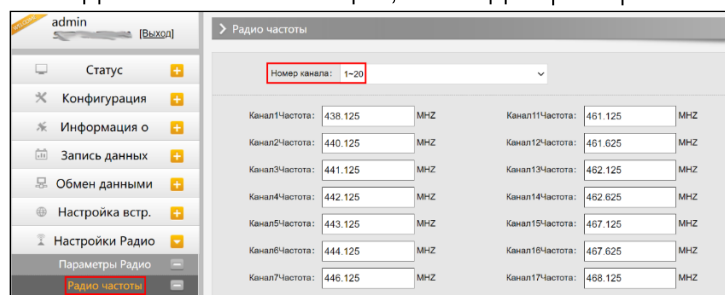 admin
[Выход]
Статус
Конфигурация
Информация о
Запись данных
Обмен данными
Настройка встр.
Настройки Радио
Параметры Радио
Радио частоты
Радио частоты
Номер канала: 1~20
Канал1Частота: 438.125 MHZ Канал11Частота: 461.125 MHZ
Канал2Частота: 440.125 MHZ Канал12Частота: 461.625 MHZ
Канал3Частота: 441.125 MHZ Канал13Частота: 462.125 MHZ
Канал4Частота: 442.125 MHZ Канал14Частота: 462.625 MHZ
Канал5Частота: 443.125 MHZ Канал15Частота: 467.125 MHZ
Канал6Частота: 444.125 MHZ Канал16Частота: 467.625 MHZ
Канал7Частота: 446.125 MHZ Канал17Частота: 468.125 MHZ